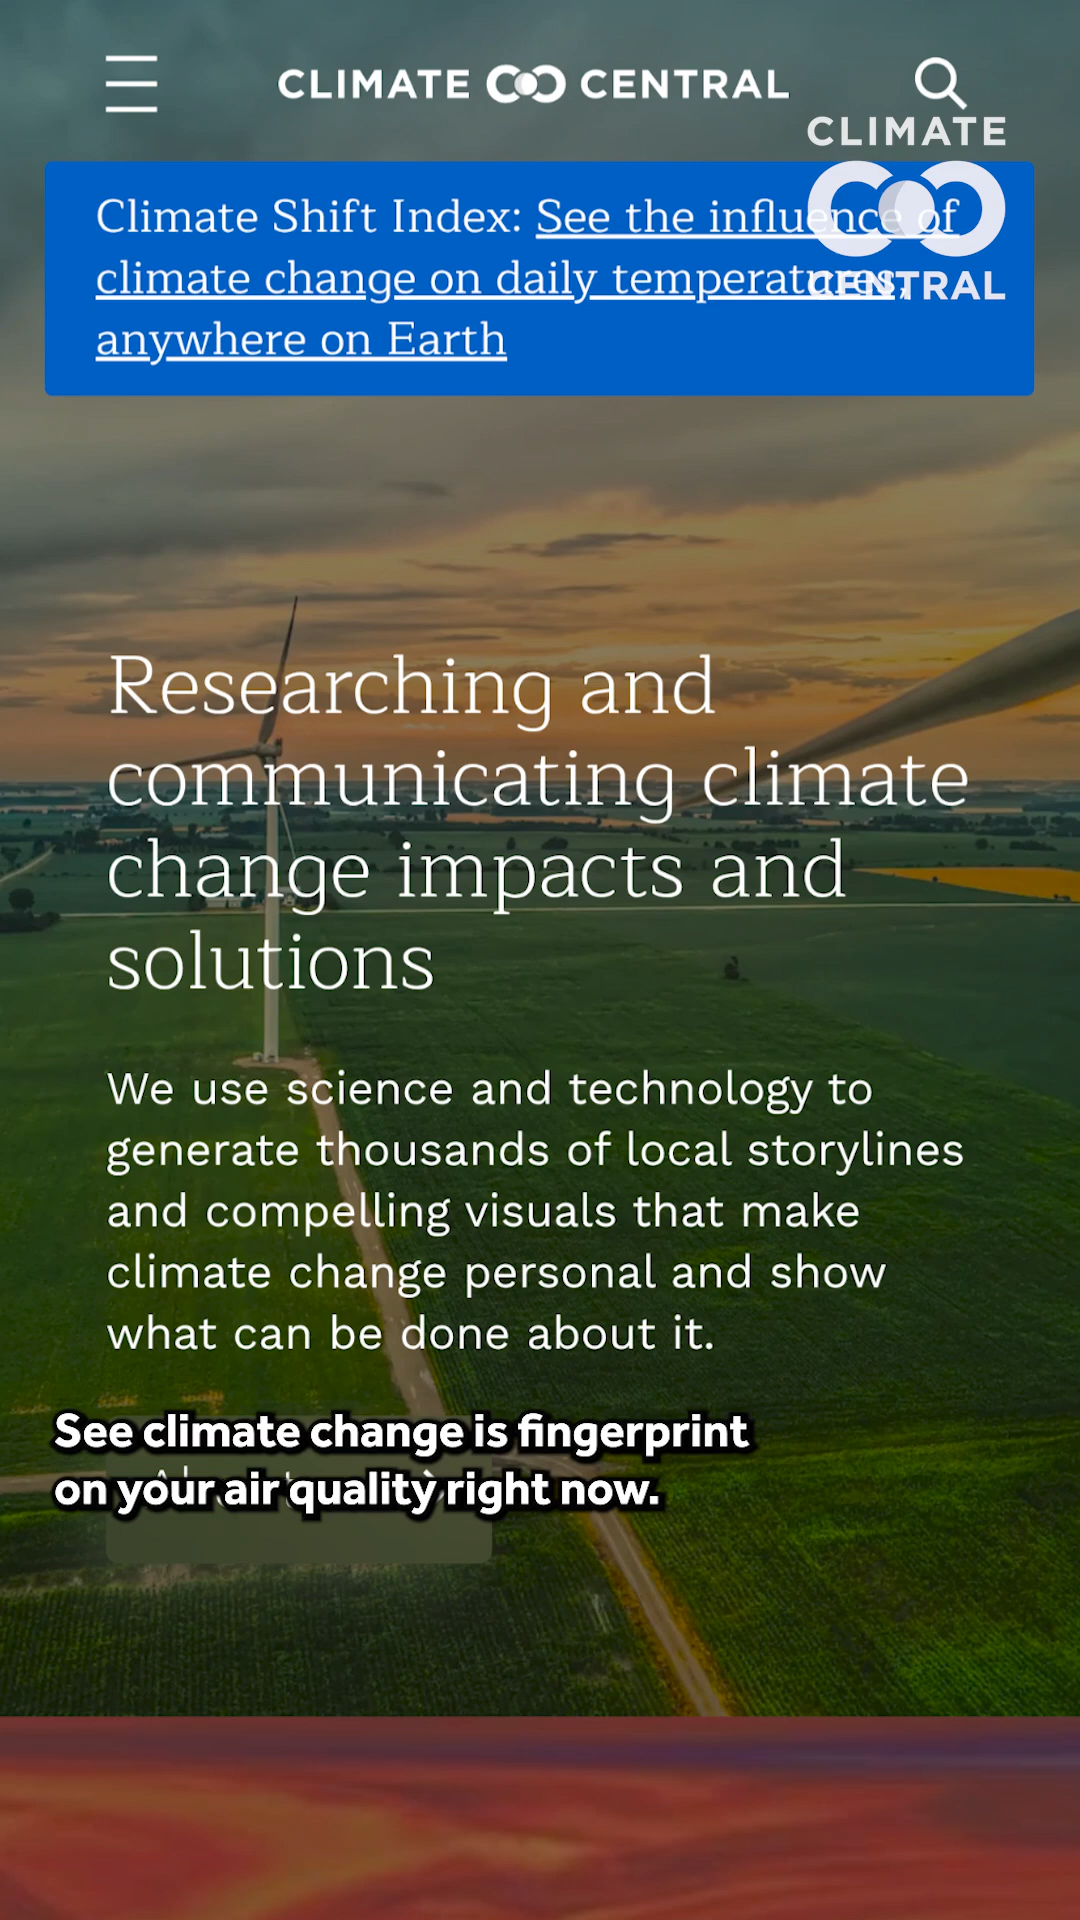 CLIMATE CENTRAL
CLIMATE
CENTRAL
Climate Shift Index: See the influence of
climate change on daily temperatures,
anywhere on Earth
Researching and
communicating climate
change impacts and
solutions
We use science and technology to
generate thousands of local storylines
and compelling visuals that make
climate change personal and show
what can be done about it.
See climate change is fingerprint
on your air quality right now.